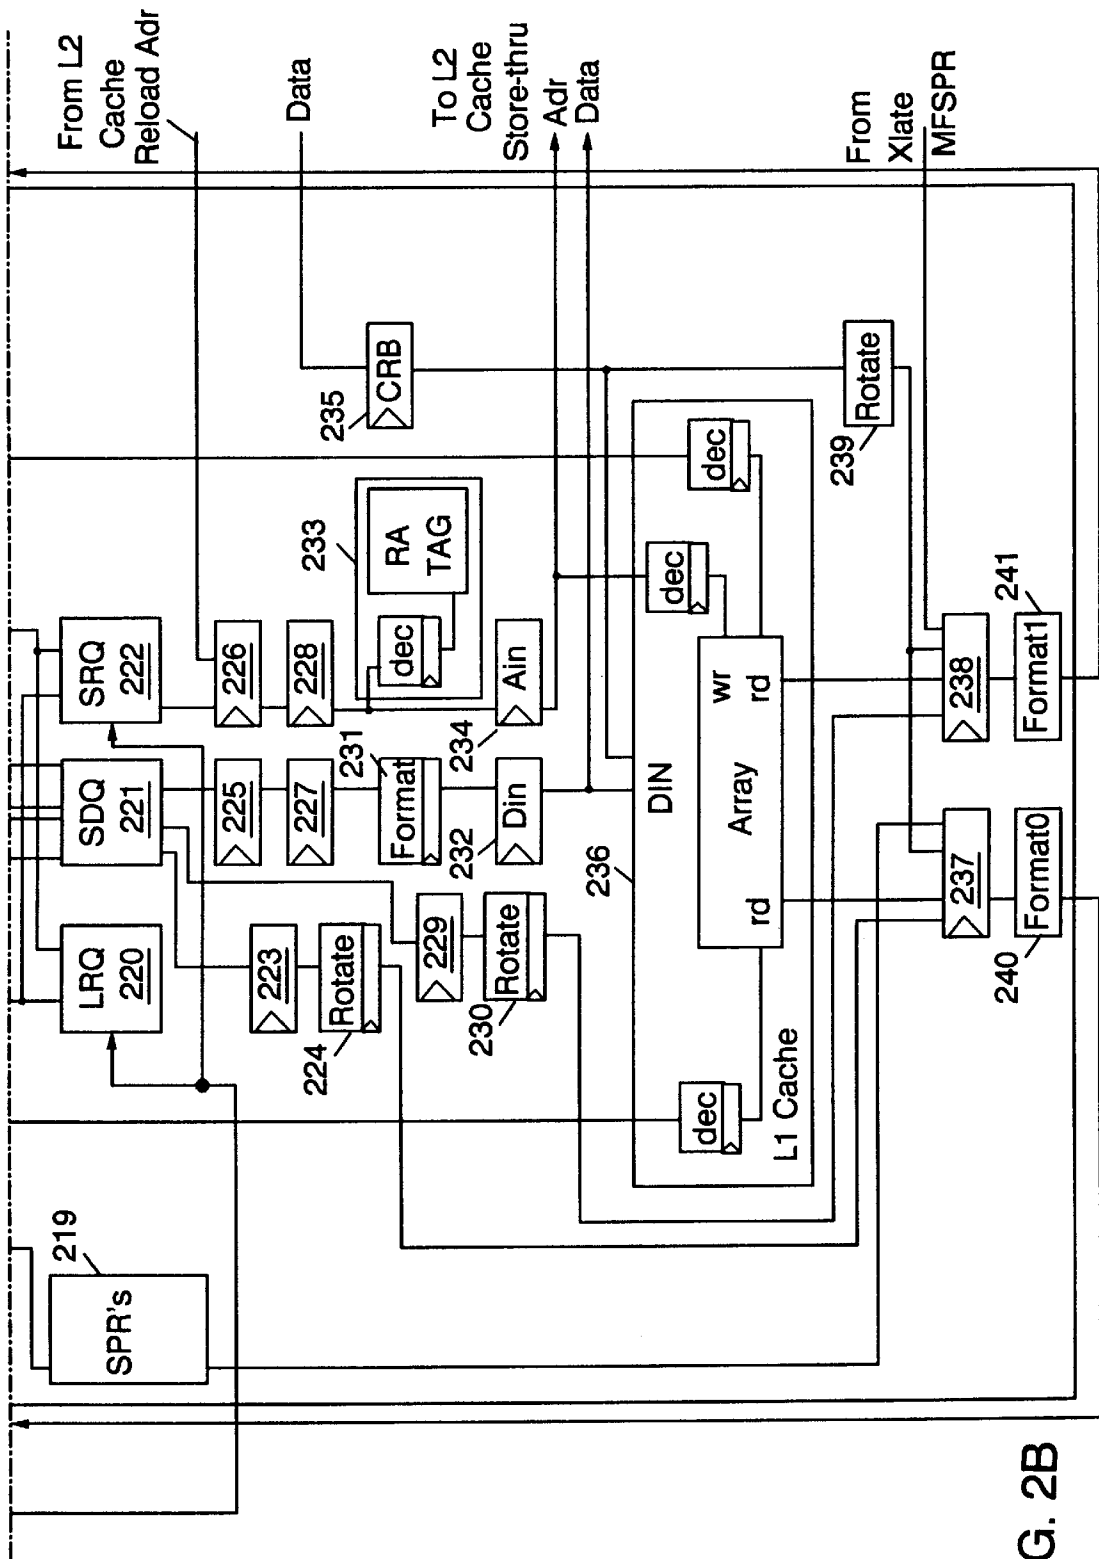 From L2
Cache
Reload Adr
Data
To L2
Cache
Store-thru
Adr
Data
From
Xlate
MFSPR
SPR's
219
LRQ
220
SDQ
221
SRQ
222
223
Rotate
224
225
226
227
228
229
Rotate
230
Format
231
Din
232
233
RA
TAG
dec
Ain
234
CRB
235
236
DIN
dec
dec
dec
Array
wr
rd
rd
L1 Cache
Rotate
239
237
238
Format0
240
Format1
241
G. 2B